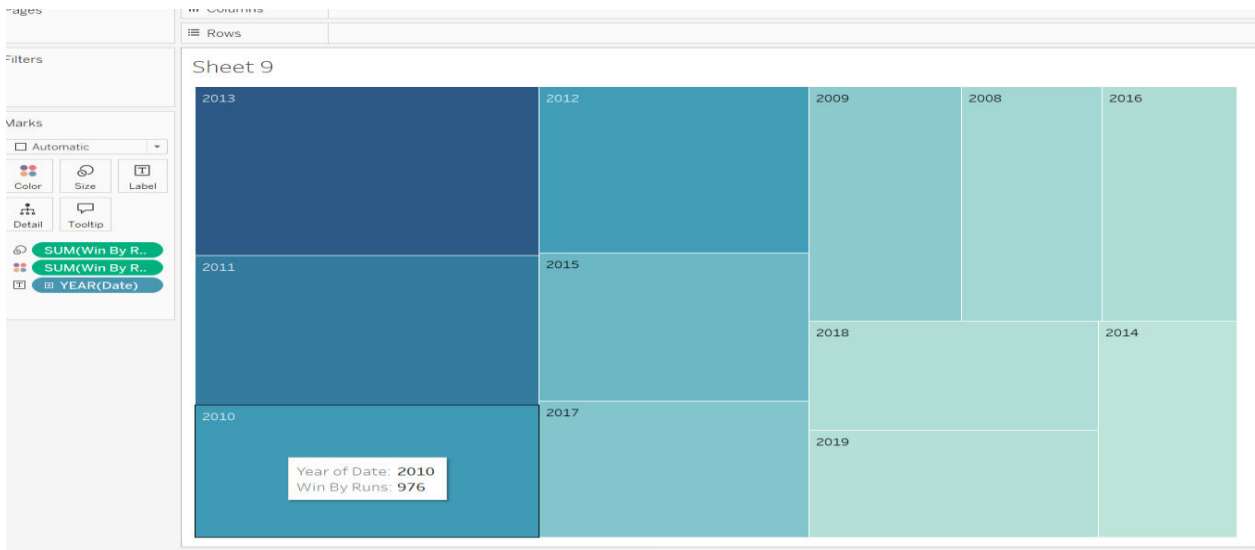 Pages
Columns
Rows
Filters
Sheet 9
2013
2012
2009
2008
2016
Marks
Automatic
Color
Size
Label
Detail
Tooltip
SUM(Win By R..
SUM(Win By R..
YEAR(Date)
2011
2015
2018
2014
2010
2017
2019
Year of Date: 2010
Win By Runs: 976